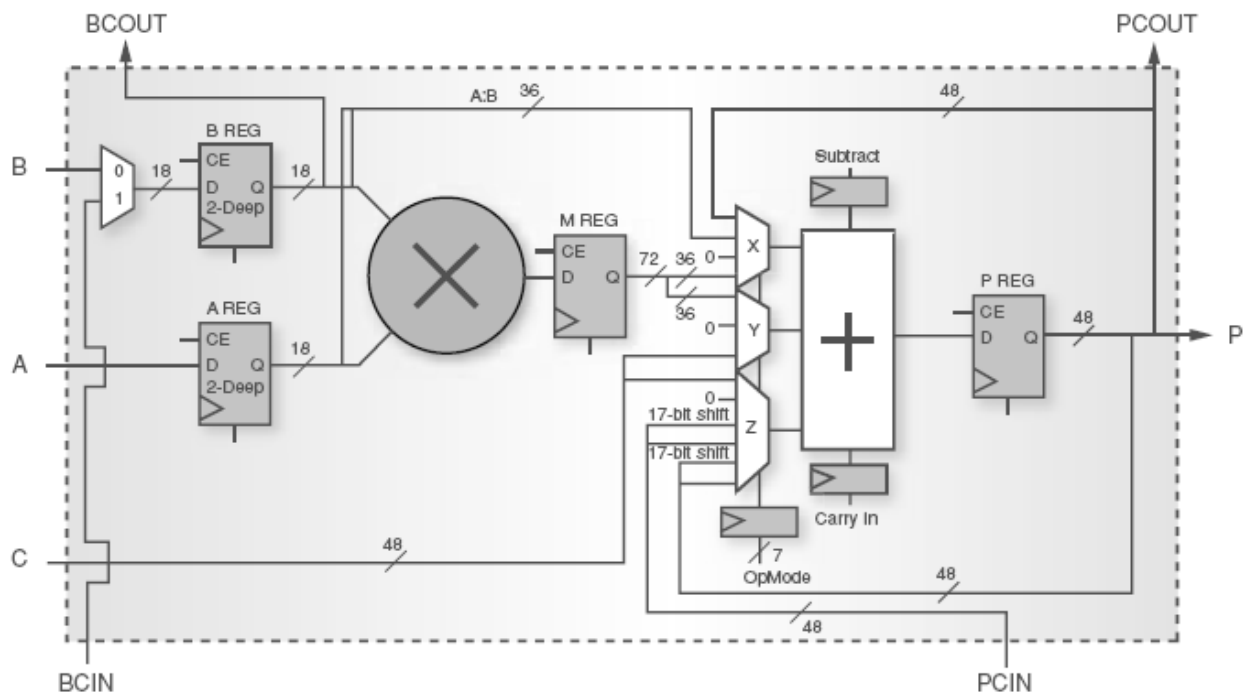 BCOUT
PCOUT
A:B
36
48
B REG
CE
D
Q
2-Deep
B
0
1
18
18
Subtract
M REG
CE
D
Q
72
36
36
X
0
Y
0
P REG
CE
D
Q
48
P
A REG
CE
D
Q
2-Deep
A
18
0
17-bit shift
Z
17-bit shift
Carry In
C
48
7
OpMode
48
48
BCIN
PCIN